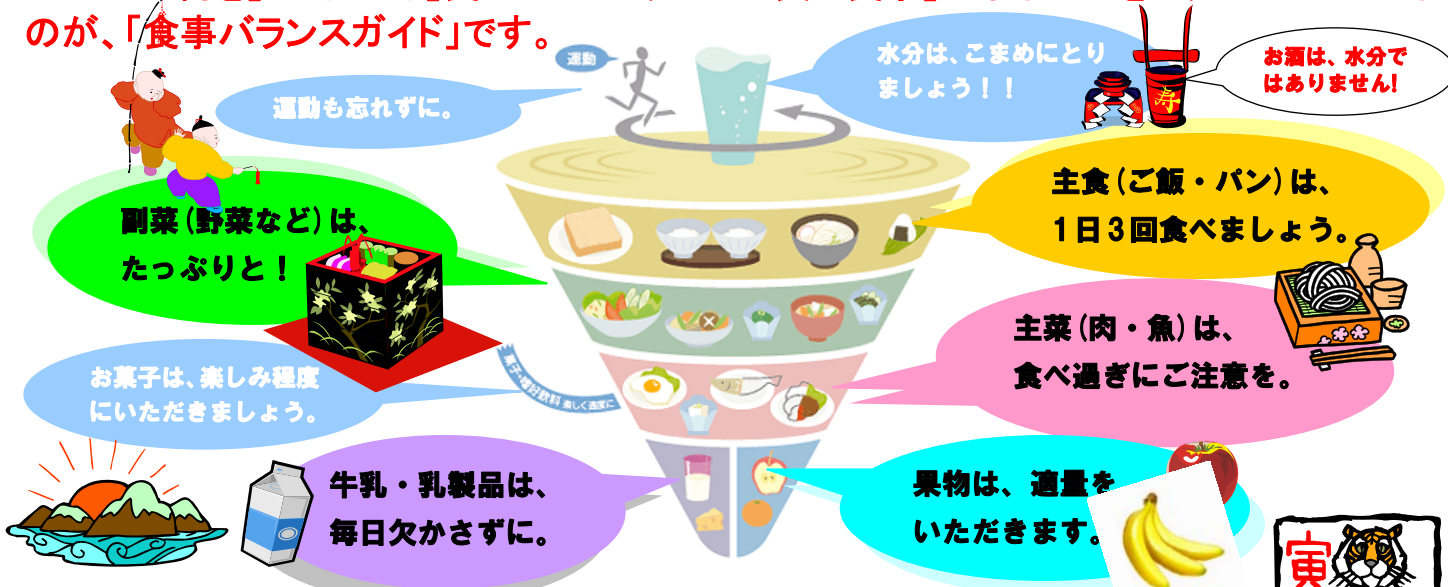 のが、「食事バランスガイド」です。
運動
水分は、こまめにとり
ましょう！！
お酒は、水分で
はありません!
寿
運動も忘れずに。
主食(ご飯・パン)は、
１日３回食べましょう。
副菜(野菜など)は、
たっぷりと！
主菜(肉・魚)は、
食べ過ぎにご注意を。
お菓子は、楽しみ程度
にいただきましょう。
菓子・嗜好飲料 楽しく適度に
牛乳・乳製品は、
毎日欠かさずに。
果物は、適量を
いただきます。
寅